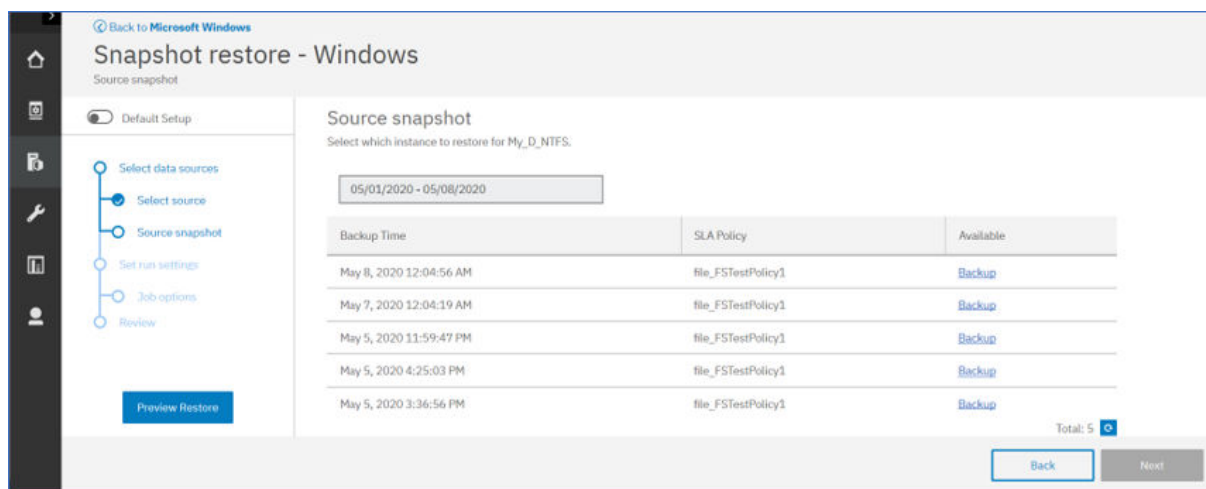 Back to Microsoft Windows
Snapshot restore - Windows
Source snapshot
Default Setup
Select data sources
Select source
Source snapshot
Set run settings
Job options
Review
Preview Restore
Source snapshot
Select which instance to restore for My_D_NTFS.
05/01/2020 - 05/08/2020
Backup Time SLA Policy Available
May 8, 2020 12:04:56 AM file_FSTestPolicy1 Backup
May 7, 2020 12:04:19 AM file_FSTestPolicy1 Backup
May 5, 2020 11:59:47 PM file_FSTestPolicy1 Backup
May 5, 2020 4:25:03 PM file_FSTestPolicy1 Backup
May 5, 2020 3:36:56 PM file_FSTestPolicy1 Backup
Total: 5
Back Next